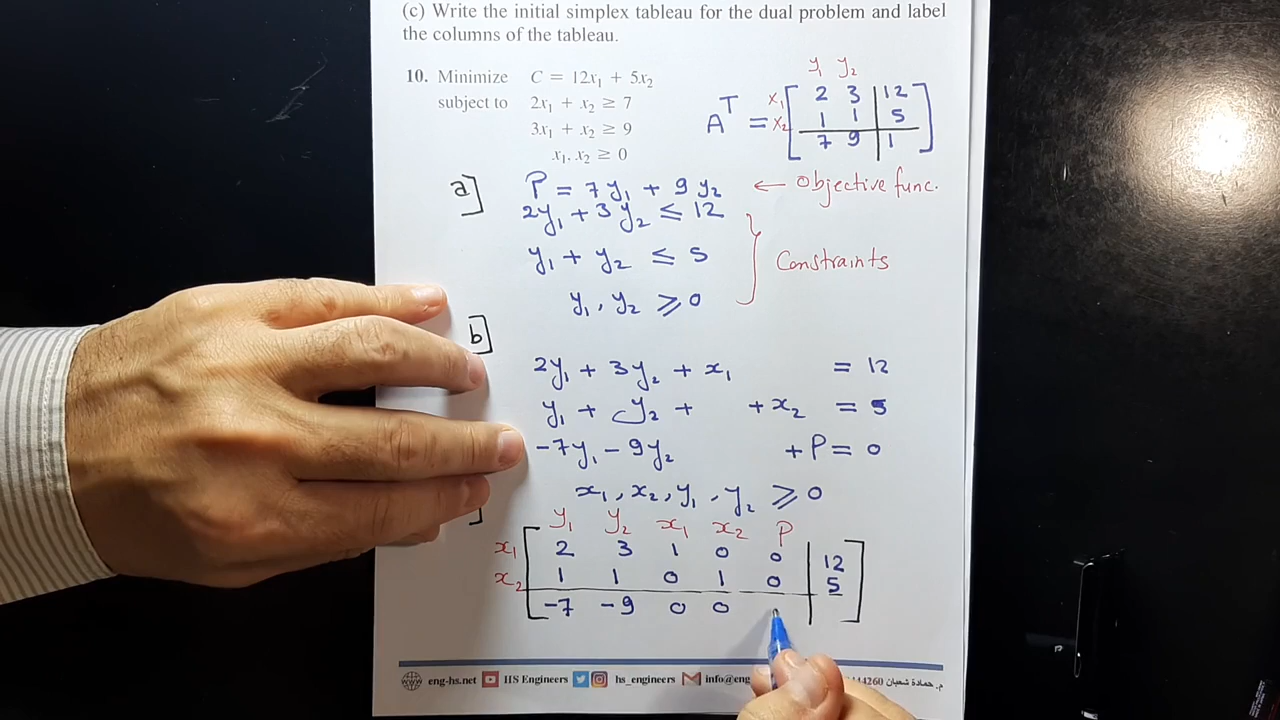 (c) Write the initial simplex tableau for the dual problem and label
the columns of the tableau.
10. Minimize C = 12x₁ + 5x₂
subject to 2x₁ + x₂ ≥ 7
3x₁ + x₂ ≥ 9
x₁, x₂ ≥ 0
y₁ y₂
Aᵀ = x₁ [ 2 3 | 12
x₂ 1 1 | 5
7 9 | 1 ]
a] P = 7y₁ + 9y₂ ← Objective func.
2y₁ + 3y₂ ≤ 12
y₁ + y₂ ≤ 5 } Constraints
y₁, y₂ ≥ 0
b]
2y₁ + 3y₂ + x₁ = 12
y₁ + y₂ + + x₂ = 5
-7y₁ - 9y₂ + P = 0
x₁, x₂, y₁, y₂ ≥ 0
y₁ y₂ x₁ x₂ P
x₁ [ 2 3 1 0 0 | 12
x₂ 1 1 0 1 0 | 5
-7 -9 0 0 | ]
www eng-hs.net HS Engineers hs_engineers info@eng 4260 م. حمادة شعبان